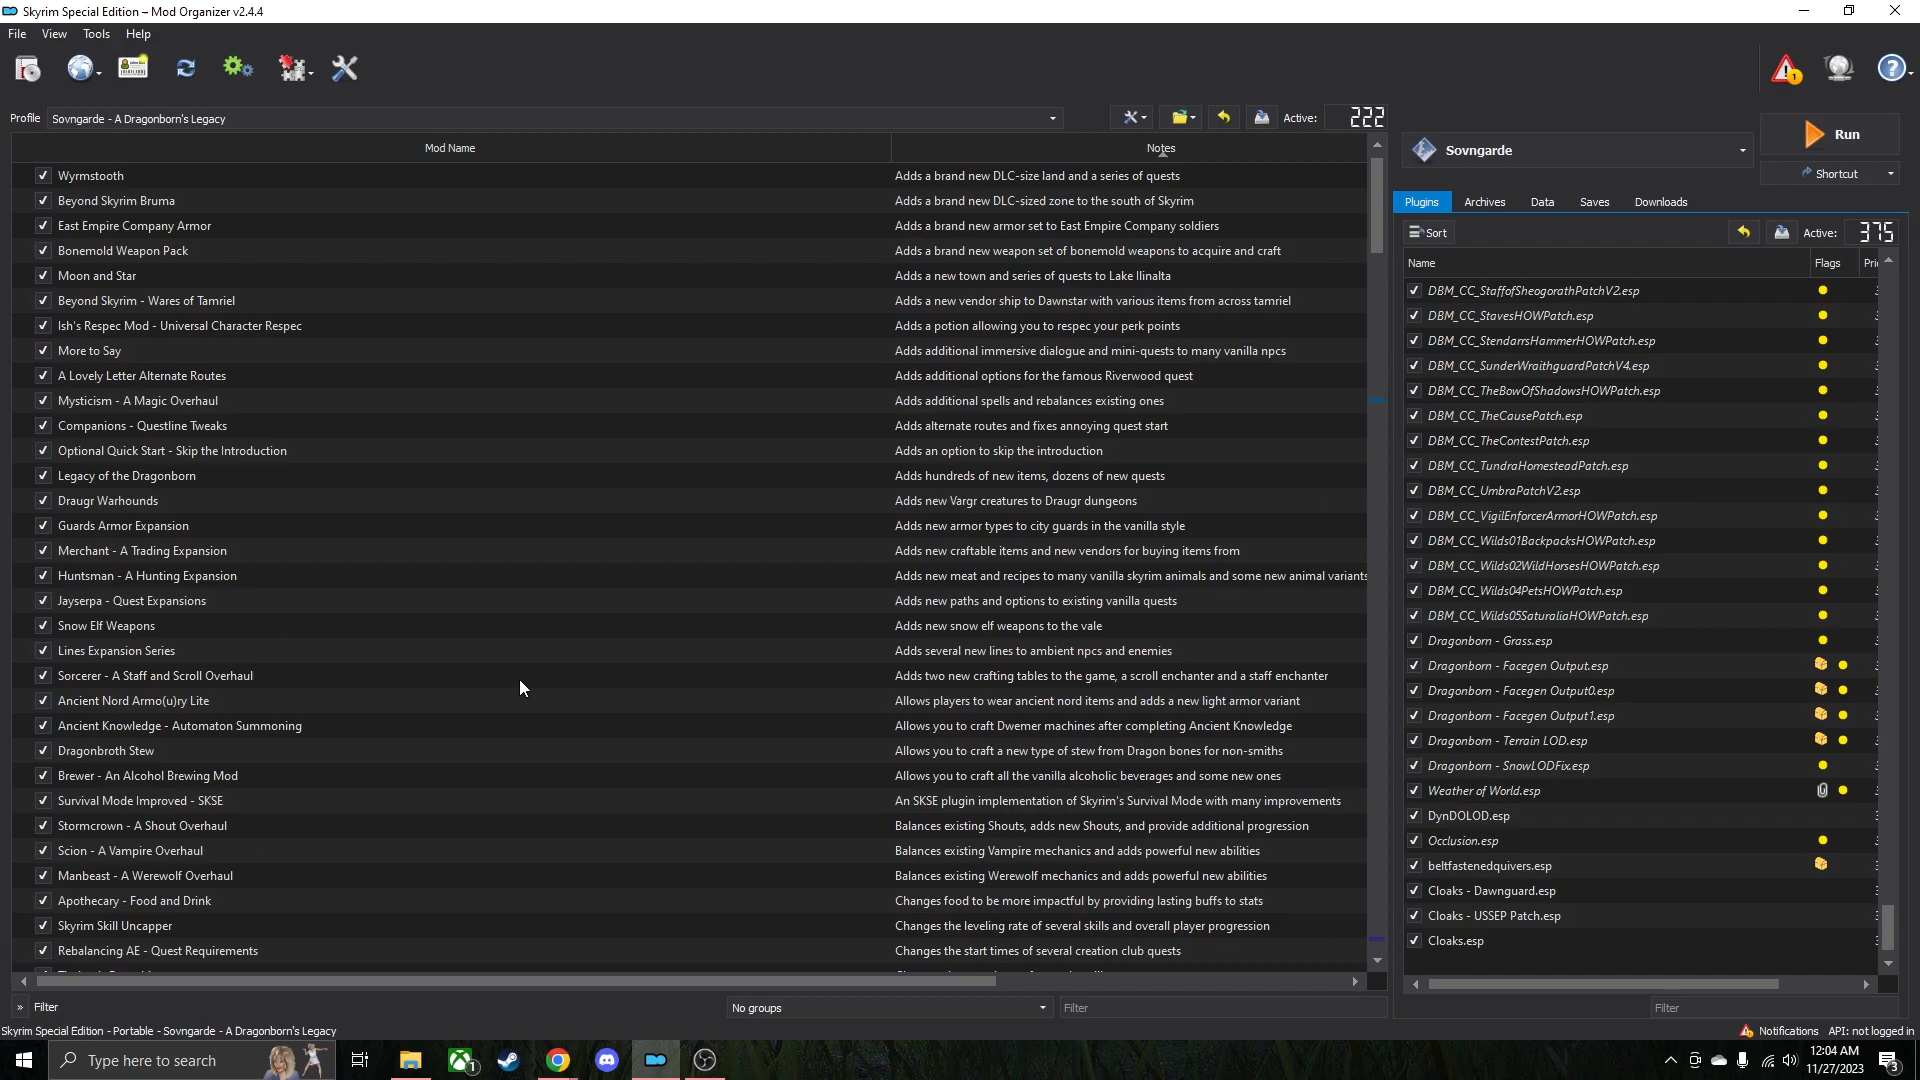 Skyrim Special Edition – Mod Organizer v2.4.4
File View Tools Help
1
Profile Sovngarde - A Dragonborn's Legacy Active: 222
Mod Name Notes
Wyrmstooth Adds a brand new DLC-size land and a series of quests
Beyond Skyrim Bruma Adds a brand new DLC-sized zone to the south of Skyrim
East Empire Company Armor Adds a brand new armor set to East Empire Company soldiers
Bonemold Weapon Pack Adds a brand new weapon set of bonemold weapons to acquire and craft
Moon and Star Adds a new town and series of quests to Lake Ilinalta
Beyond Skyrim - Wares of Tamriel Adds a new vendor ship to Dawnstar with various items from across tamriel
Ish's Respec Mod - Universal Character Respec Adds a potion allowing you to respec your perk points
More to Say Adds additional immersive dialogue and mini-quests to many vanilla npcs
A Lovely Letter Alternate Routes Adds additional options for the famous Riverwood quest
Mysticism - A Magic Overhaul Adds additional spells and rebalances existing ones
Companions - Questline Tweaks Adds alternate routes and fixes annoying quest start
Optional Quick Start - Skip the Introduction Adds an option to skip the introduction
Legacy of the Dragonborn Adds hundreds of new items, dozens of new quests
Draugr Warhounds Adds new Vargr creatures to Draugr dungeons
Guards Armor Expansion Adds new armor types to city guards in the vanilla style
Merchant - A Trading Expansion Adds new craftable items and new vendors for buying items from
Huntsman - A Hunting Expansion Adds new meat and recipes to many vanilla skyrim animals and some new animal variants
Jayserpa - Quest Expansions Adds new paths and options to existing vanilla quests
Snow Elf Weapons Adds new snow elf weapons to the vale
Lines Expansion Series Adds several new lines to ambient npcs and enemies
Sorcerer - A Staff and Scroll Overhaul Adds two new crafting tables to the game, a scroll enchanter and a staff enchanter
Ancient Nord Armo(u)ry Lite Allows players to wear ancient nord items and adds a new light armor variant
Ancient Knowledge - Automaton Summoning Allows you to craft Dwemer machines after completing Ancient Knowledge
Dragonbroth Stew Allows you to craft a new type of stew from Dragon bones for non-smiths
Brewer - An Alcohol Brewing Mod Allows you to craft all the vanilla alcoholic beverages and some new ones
Survival Mode Improved - SKSE An SKSE plugin implementation of Skyrim's Survival Mode with many improvements
Stormcrown - A Shout Overhaul Balances existing Shouts, adds new Shouts, and provide additional progression
Scion - A Vampire Overhaul Balances existing Vampire mechanics and adds powerful new abilities
Manbeast - A Werewolf Overhaul Balances existing Werewolf mechanics and adds powerful new abilities
Apothecary - Food and Drink Changes food to be more impactful by providing lasting buffs to stats
Skyrim Skill Uncapper Changes the leveling rate of several skills and overall player progression
Rebalancing AE - Quest Requirements Changes the start times of several creation club quests
» Filter No groups Filter
Sovngarde Run
Shortcut
Plugins Archives Data Saves Downloads
Sort Active: 375
Name Flags Pri
DBM_CC_StaffofSheogorathPatchV2.esp
DBM_CC_StavesHOWPatch.esp
DBM_CC_StendarrsHammerHOWPatch.esp
DBM_CC_SunderWraithguardPatchV4.esp
DBM_CC_TheBowOfShadowsHOWPatch.esp
DBM_CC_TheCausePatch.esp
DBM_CC_TheContestPatch.esp
DBM_CC_TundraHomesteadPatch.esp
DBM_CC_UmbraPatchV2.esp
DBM_CC_VigilEnforcerArmorHOWPatch.esp
DBM_CC_Wilds01BackpacksHOWPatch.esp
DBM_CC_Wilds02WildHorsesHOWPatch.esp
DBM_CC_Wilds04PetsHOWPatch.esp
DBM_CC_Wilds05SaturaliaHOWPatch.esp
Dragonborn - Grass.esp
Dragonborn - Facegen Output.esp
Dragonborn - Facegen Output0.esp
Dragonborn - Facegen Output1.esp
Dragonborn - Terrain LOD.esp
Dragonborn - SnowLODFix.esp
Weather of World.esp
DynDOLOD.esp
Occlusion.esp
beltfastenedquivers.esp
Cloaks - Dawnguard.esp
Cloaks - USSEP Patch.esp
Cloaks.esp
Filter
Skyrim Special Edition - Portable - Sovngarde - A Dragonborn's Legacy Notifications API: not logged in
Type here to search 1 12:04 AM
11/27/2023 3